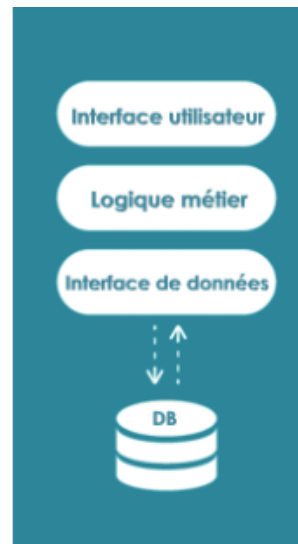 Interface utilisateur
Logique métier
Interface de données
DB